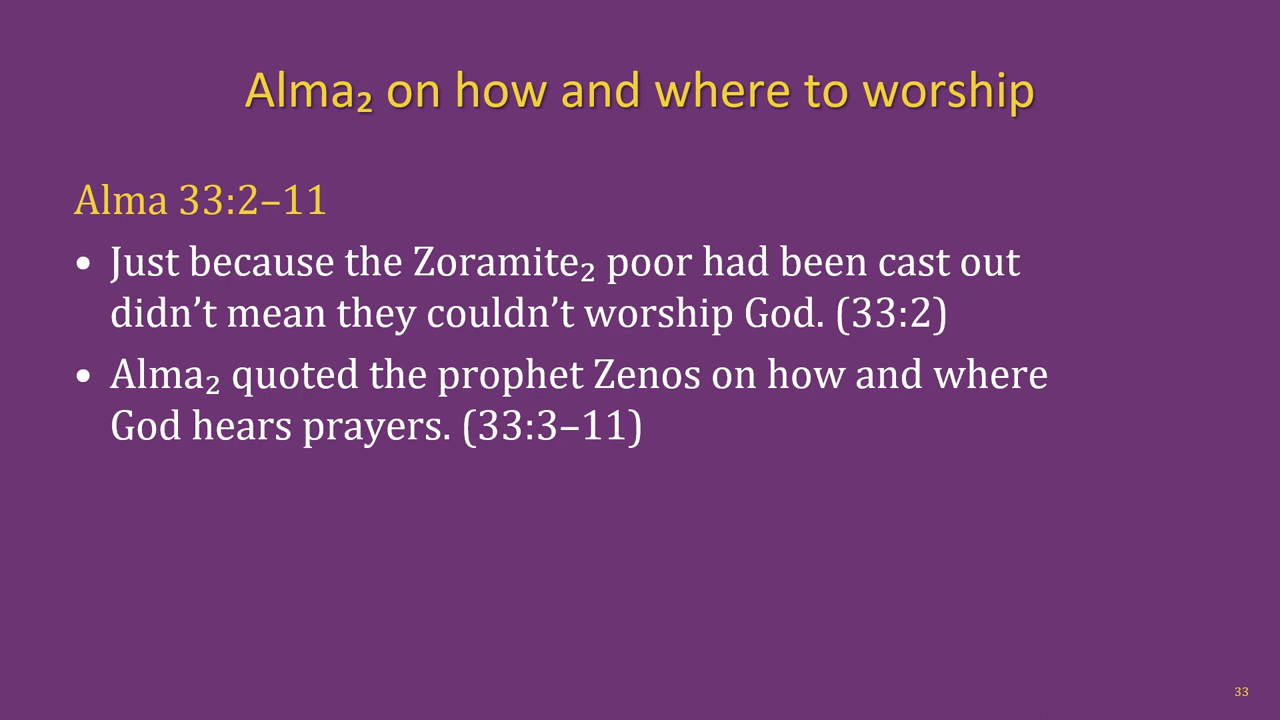 Alma₂ on how and where to worship
Alma 33:2–11
• Just because the Zoramite₂ poor had been cast out
didn’t mean they couldn’t worship God. (33:2)
• Alma₂ quoted the prophet Zenos on how and where
God hears prayers. (33:3–11)
33